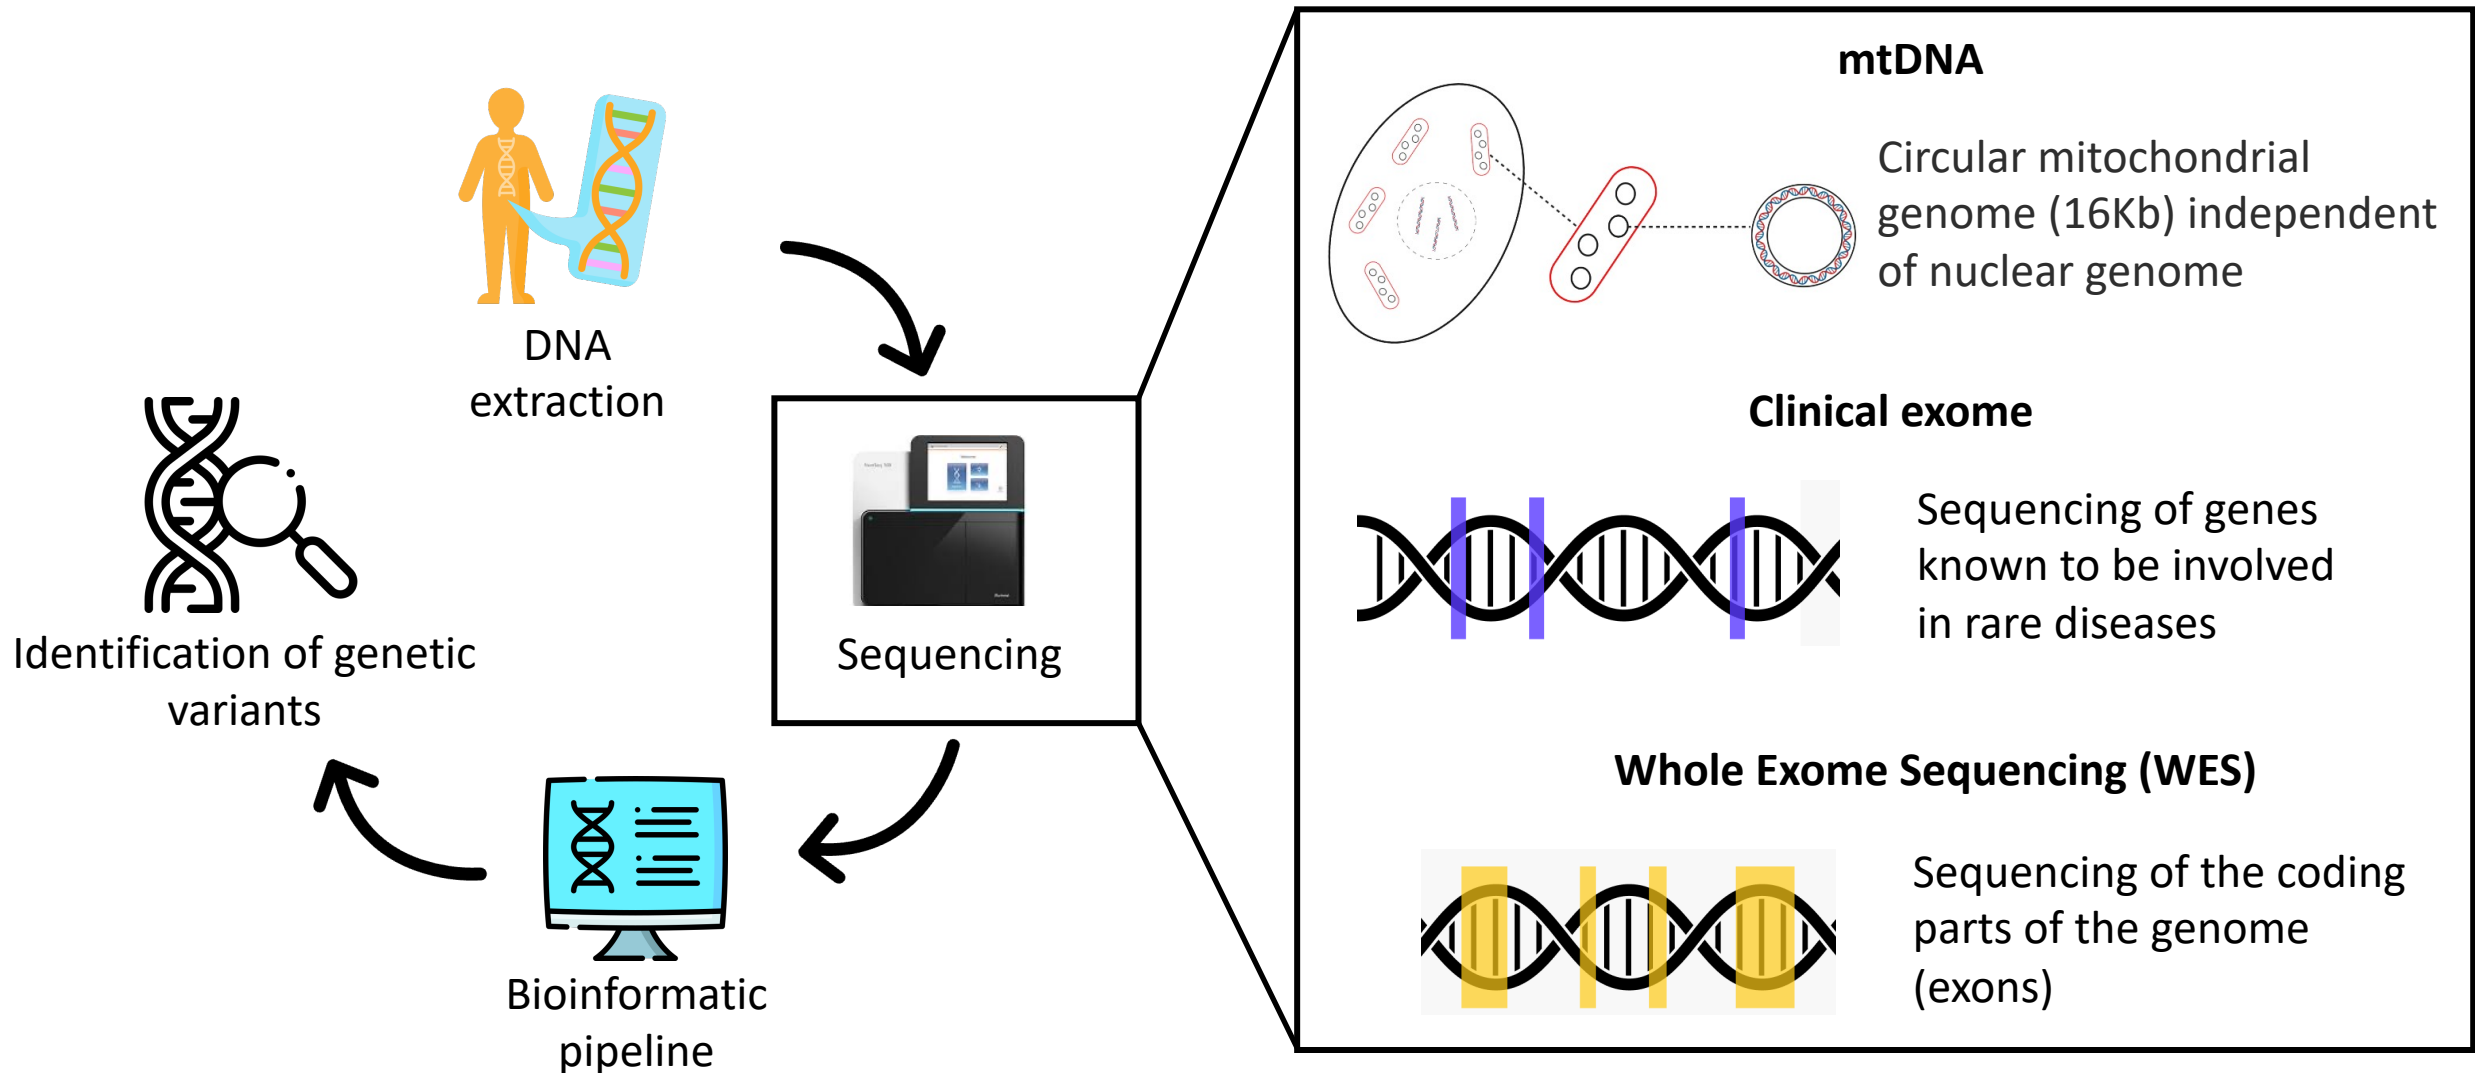 DNA
extraction
Sequencing
Bioinformatic
pipeline
Identification of genetic
variants
mtDNA
Circular mitochondrial
genome (16Kb) independent
of nuclear genome
Clinical exome
Sequencing of genes
known to be involved
in rare diseases
Whole Exome Sequencing (WES)
Sequencing of the coding
parts of the genome
(exons)